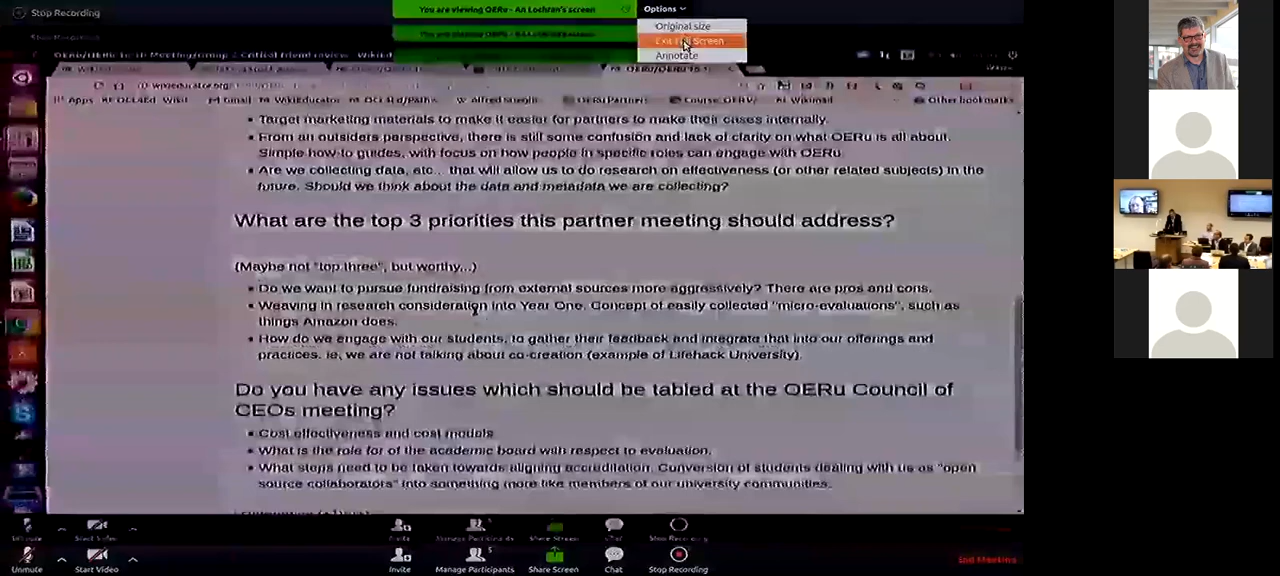 Stop Recording
You are viewing OERu - An Lochran's screen
Options
Original size
Exit Full Screen
Annotate
wikieducator.org
Apps
Gmail
WikiEducator
OERu Partners
Wikimail
Other bookmarks
Target marketing materials to make it easier for partners to make their cases internally.
From an outsiders perspective, there is still some confusion and lack of clarity on what OERu is all about.
Simple how-to guides, with focus on how people in specific roles can engage with OERu.
Are we collecting data, etc... that will allow us to do research on effectiveness (or other related subjects) in the
future. Should we think about the data and metadata we are collecting?
What are the top 3 priorities this partner meeting should address?
(Maybe not "top three", but worthy...)
Do we want to pursue fundraising from external sources more aggressively? There are pros and cons.
Weaving in research consideration into Year One. Concept of easily collected "micro-evaluations", such as
things Amazon does.
How do we engage with our students, to gather their feedback and integrate that into our offerings and
practices. ie, we are not talking about co-creation (example of Lifehack University).
Do you have any issues which should be tabled at the OERu Council of
CEOs meeting?
Cost effectiveness and cost models
What is the role for of the academic board with respect to evaluation.
What steps need to be taken towards aligning accreditation. Conversion of students dealing with us as "open
source collaborators" into something more like members of our university communities.
Unmute
Start Video
Invite
Manage Participants
5
Share Screen
Chat
Stop Recording
End Meeting